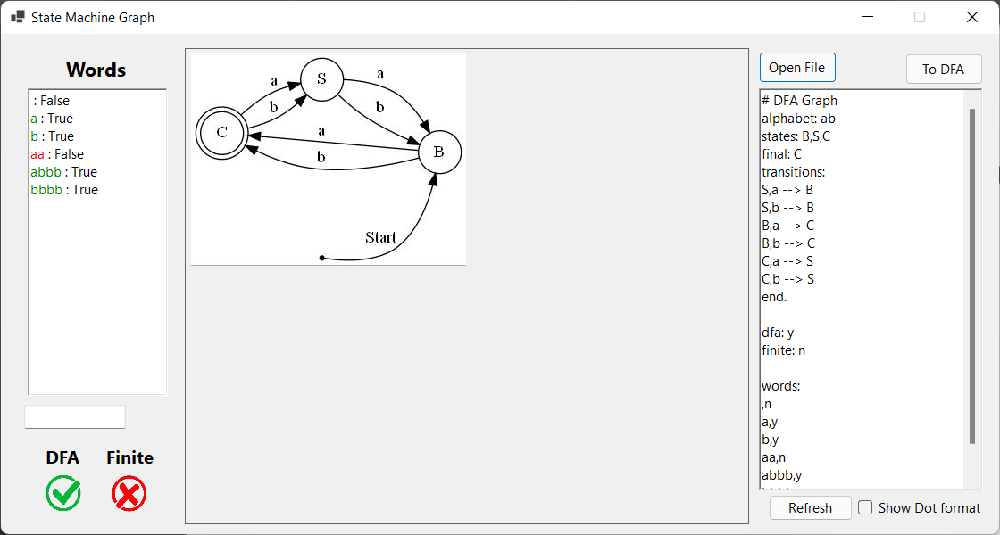 State Machine Graph
Words
: False
a : True
b : True
aa : False
abbb : True
bbbb : True
DFA
Finite
a
S
a
b
b
C
a
B
b
Start
Open File
To DFA
# DFA Graph
alphabet: ab
states: B,S,C
final: C
transitions:
S,a --> B
S,b --> B
B,a --> C
B,b --> C
C,a --> S
C,b --> S
end.
dfa: y
finite: n
words:
,n
a,y
b,y
aa,n
abbb,y
Refresh
Show Dot format